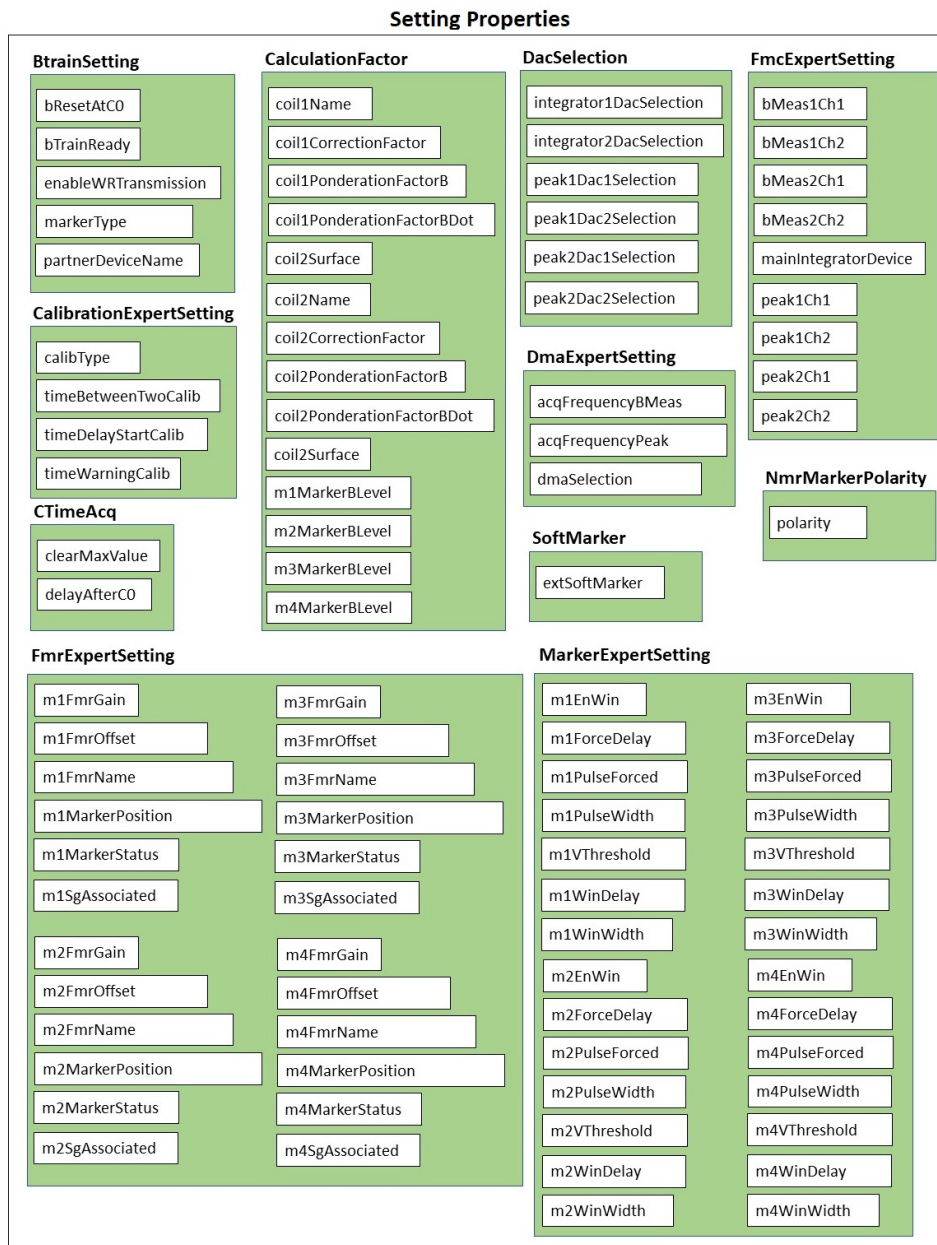 Setting Properties
BtrainSetting
bResetAtC0
bTrainReady
enableWRTransmission
markerType
partnerDeviceName
CalibrationExpertSetting
calibType
timeBetweenTwoCalib
timeDelayStartCalib
timeWarningCalib
CTimeAcq
clearMaxValue
delayAfterC0
CalculationFactor
coil1Name
coil1CorrectionFactor
coil1PonderationFactorB
coil1PonderationFactorBDot
coil2Surface
coil2Name
coil2CorrectionFactor
coil2PonderationFactorB
coil2PonderationFactorBDot
coil2Surface
m1MarkerBLevel
m2MarkerBLevel
m3MarkerBLevel
m4MarkerBLevel
DacSelection
integrator1DacSelection
integrator2DacSelection
peak1Dac1Selection
peak1Dac2Selection
peak2Dac1Selection
peak2Dac2Selection
DmaExpertSetting
acqFrequencyBMeas
acqFrequencyPeak
dmaSelection
SoftMarker
extSoftMarker
FmcExpertSetting
bMeas1Ch1
bMeas1Ch2
bMeas2Ch1
bMeas2Ch2
mainIntegratorDevice
peak1Ch1
peak1Ch2
peak2Ch1
peak2Ch2
NmrMarkerPolarity
polarity
FmrExpertSetting
m1FmrGain
m1FmrOffset
m1FmrName
m1MarkerPosition
m1MarkerStatus
m1SgAssociated
m2FmrGain
m2FmrOffset
m2FmrName
m2MarkerPosition
m2MarkerStatus
m2SgAssociated
m3FmrGain
m3FmrOffset
m3FmrName
m3MarkerPosition
m3MarkerStatus
m3SgAssociated
m4FmrGain
m4FmrOffset
m4FmrName
m4MarkerPosition
m4MarkerStatus
m4SgAssociated
MarkerExpertSetting
m1EnWin
m1ForceDelay
m1PulseForced
m1PulseWidth
m1VThreshold
m1WinDelay
m1WinWidth
m2EnWin
m2ForceDelay
m2PulseForced
m2PulseWidth
m2VThreshold
m2WinDelay
m2WinWidth
m3EnWin
m3ForceDelay
m3PulseForced
m3PulseWidth
m3VThreshold
m3WinDelay
m3WinWidth
m4EnWin
m4ForceDelay
m4PulseForced
m4PulseWidth
m4VThreshold
m4WinDelay
m4WinWidth